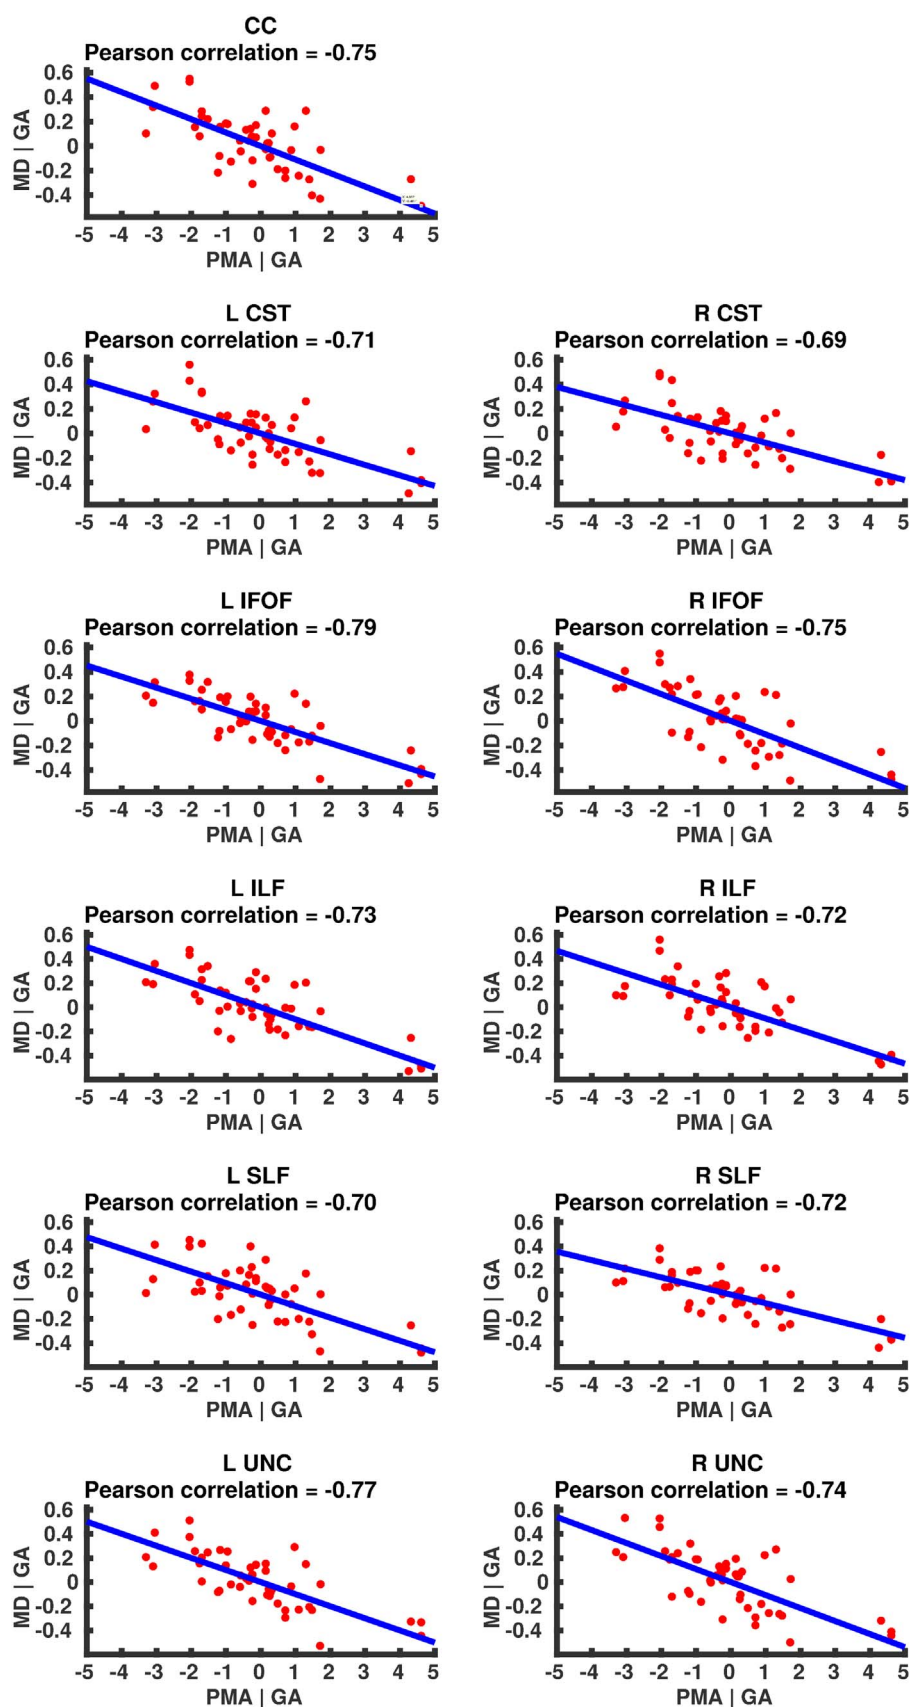 CC
Pearson correlation = -0.75
0.6
0.4
0.2
0
-0.2
-0.4
MD | GA
-5 -4 -3 -2 -1 0 1 2 3 4 5
PMA | GA
L CST
Pearson correlation = -0.71
0.6
0.4
0.2
0
-0.2
-0.4
MD | GA
-5 -4 -3 -2 -1 0 1 2 3 4 5
PMA | GA
R CST
Pearson correlation = -0.69
0.6
0.4
0.2
0
-0.2
-0.4
MD | GA
-5 -4 -3 -2 -1 0 1 2 3 4 5
PMA | GA
L IFOF
Pearson correlation = -0.79
0.6
0.4
0.2
0
-0.2
-0.4
MD | GA
-5 -4 -3 -2 -1 0 1 2 3 4 5
PMA | GA
R IFOF
Pearson correlation = -0.75
0.6
0.4
0.2
0
-0.2
-0.4
MD | GA
-5 -4 -3 -2 -1 0 1 2 3 4 5
PMA | GA
L ILF
Pearson correlation = -0.73
0.6
0.4
0.2
0
-0.2
-0.4
MD | GA
-5 -4 -3 -2 -1 0 1 2 3 4 5
PMA | GA
R ILF
Pearson correlation = -0.72
0.6
0.4
0.2
0
-0.2
-0.4
MD | GA
-5 -4 -3 -2 -1 0 1 2 3 4 5
PMA | GA
L SLF
Pearson correlation = -0.70
0.6
0.4
0.2
0
-0.2
-0.4
MD | GA
-5 -4 -3 -2 -1 0 1 2 3 4 5
PMA | GA
R SLF
Pearson correlation = -0.72
0.6
0.4
0.2
0
-0.2
-0.4
MD | GA
-5 -4 -3 -2 -1 0 1 2 3 4 5
PMA | GA
L UNC
Pearson correlation = -0.77
0.6
0.4
0.2
0
-0.2
-0.4
MD | GA
-5 -4 -3 -2 -1 0 1 2 3 4 5
PMA | GA
R UNC
Pearson correlation = -0.74
0.6
0.4
0.2
0
-0.2
-0.4
MD | GA
-5 -4 -3 -2 -1 0 1 2 3 4 5
PMA | GA